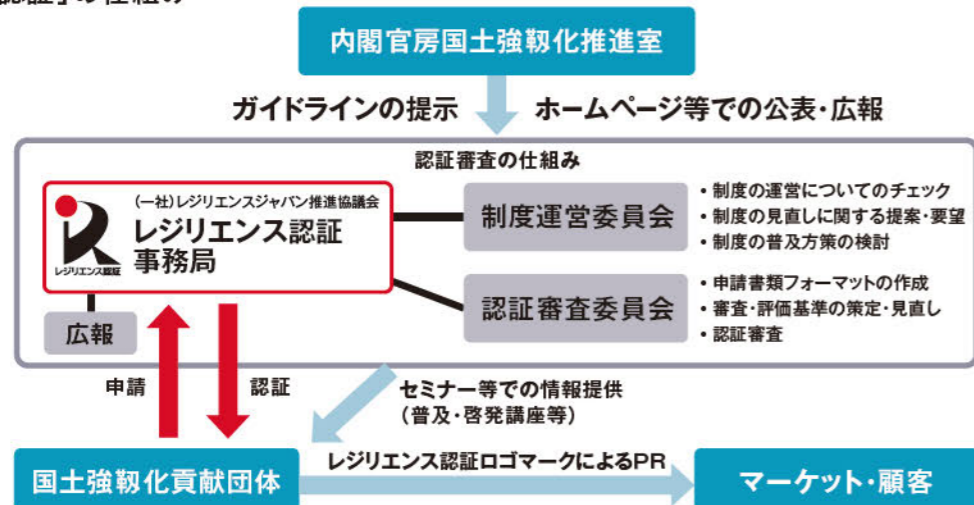 認証」の仕組み
内閣官房国土強靱化推進室
ガイドラインの提示
ホームページ等での公表・広報
認証審査の仕組み
(一社)レジリエンスジャパン推進協議会
レジリエンス認証
事務局
レジリエンス認証
制度運営委員会
・制度の運営についてのチェック
・制度の見直しに関する提案・要望
・制度の普及方策の検討
認証審査委員会
・申請書類フォーマットの作成
・審査・評価基準の策定・見直し
・認証審査
広報
申請
認証
セミナー等での情報提供
(普及・啓発講座等)
国土強靱化貢献団体
レジリエンス認証ロゴマークによるPR
マーケット・顧客